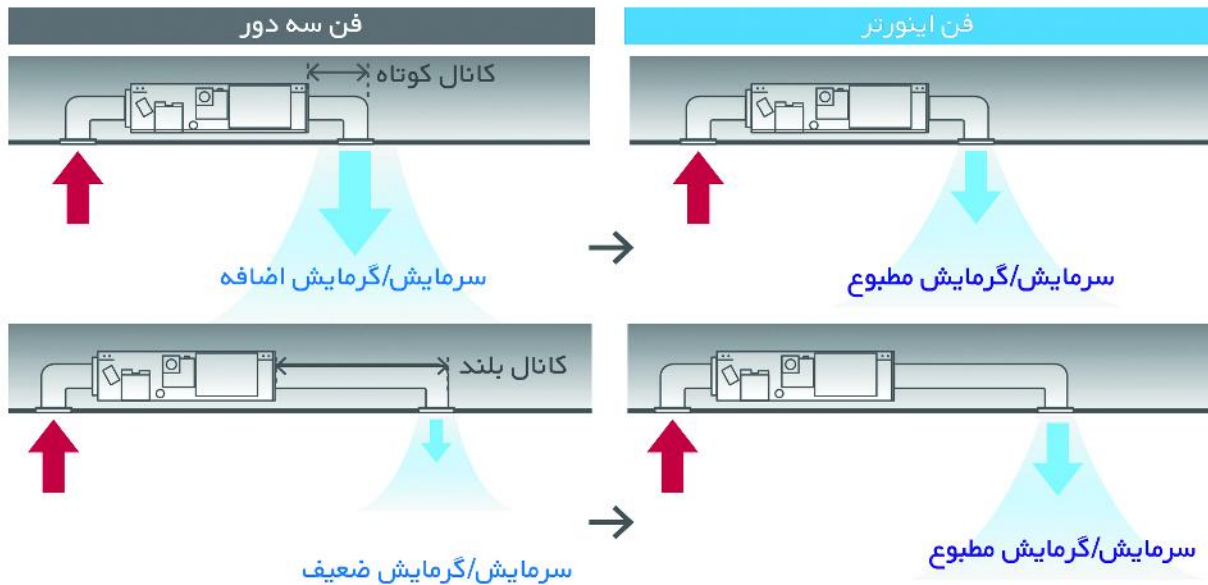 فن سه دور
فن اینورتر
کانال کوتاه
سرمایش/گرمایش اضافه
سرمایش/گرمایش مطبوع
کانال بلند
سرمایش/گرمایش ضعیف
سرمایش/گرمایش مطبوع